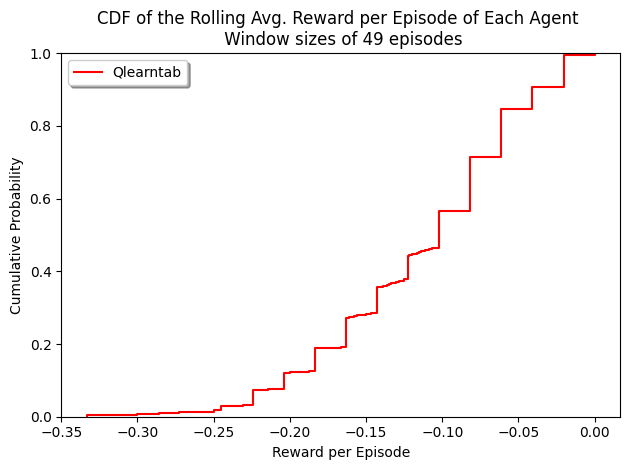 CDF of the Rolling Avg. Reward per Episode of Each Agent
Window sizes of 49 episodes
Qlearntab
Cumulative Probability
1.0
0.8
0.6
0.4
0.2
0.0
−0.35 −0.30 −0.25 −0.20 −0.15 −0.10 −0.05 0.00
Reward per Episode